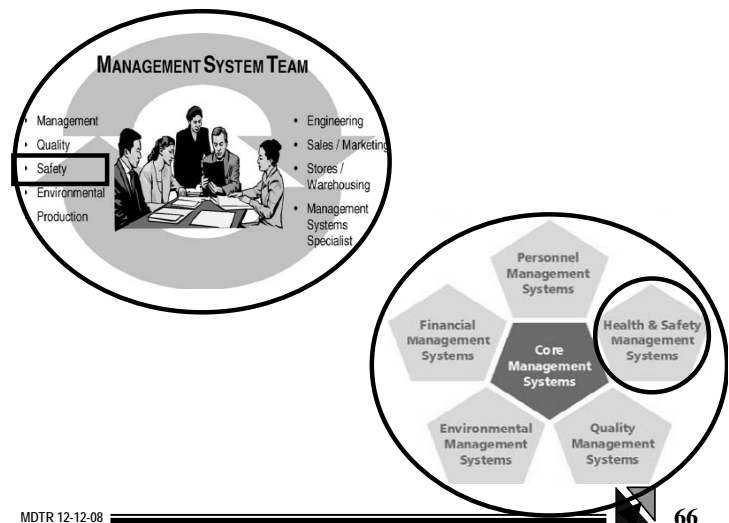 MANAGEMENT SYSTEM TEAM
• Management
• Quality
• Safety
• Environmental
Production
• Engineering
• Sales / Marketing
• Stores /
Warehousing
• Management
Systems
Specialist
Personnel
Management
Systems
Financial
Management
Systems
Health & Safety
Management
Systems
Core
Management
Systems
Environmental
Management
Systems
Quality
Management
Systems
MDTR 12-12-08
66